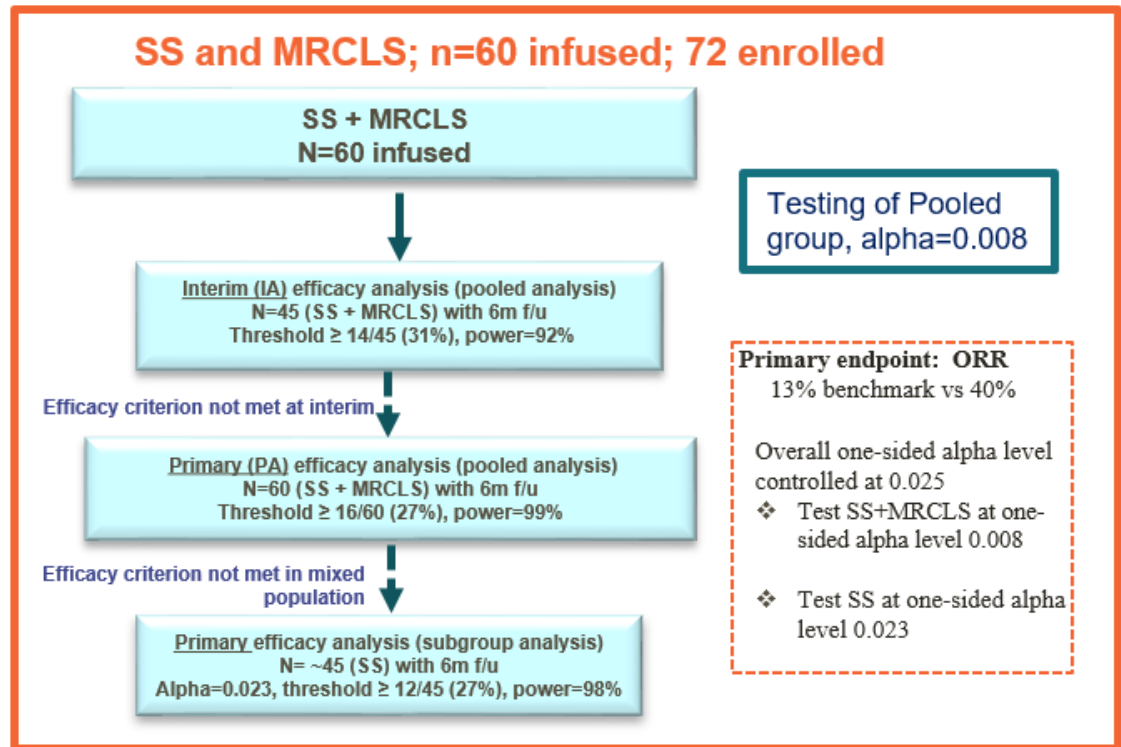 SS and MRCLS; n=60 infused; 72 enrolled
SS + MRCLS
N=60 infused
Testing of Pooled
group, alpha=0.008
Interim (IA) efficacy analysis (pooled analysis)
N=45 (SS + MRCLS) with 6m f/u
Threshold ≥ 14/45 (31%), power=92%
Efficacy criterion not met at interim
Primary (PA) efficacy analysis (pooled analysis)
N=60 (SS + MRCLS) with 6m f/u
Threshold ≥ 16/60 (27%), power=99%
Efficacy criterion not met in mixed
population
Primary efficacy analysis (subgroup analysis)
N= ~45 (SS) with 6m f/u
Alpha=0.023, threshold ≥ 12/45 (27%), power=98%
Primary endpoint: ORR
13% benchmark vs 40%
Overall one-sided alpha level
controlled at 0.025
❖ Test SS+MRCLS at one-
sided alpha level 0.008
❖ Test SS at one-sided alpha
level 0.023